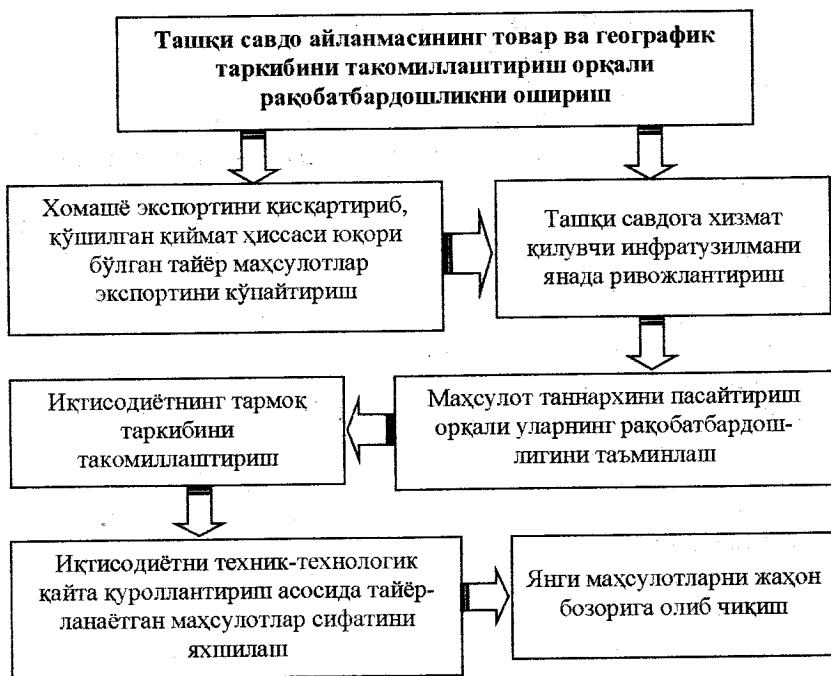 Ташқи савдо айланмасининг товар ва географик
таркибини такомиллаштириш орқали
рақобатбардошликни ошириш
Хомашё экспортини қисқартириб,
қўшилган қиймат ҳиссаси юқори
бўлган тайёр маҳсулотлар
экспортини кўпайтириш
Ташқи савдога хизмат
қилувчи инфратузилмани
янада ривожлантириш
Маҳсулот таннархини пасайтириш
орқали уларнинг рақобатбардош-
лигини таъминлаш
Иқтисодиётнинг тармоқ
таркибини
такомиллаштириш
Иқтисодиётни техник-технологик
қайта қуроллантириш асосида тайёр-
ланаётган маҳсулотлар сифатини
яхшилаш
Янги маҳсулотларни жаҳон
бозорига олиб чиқиш